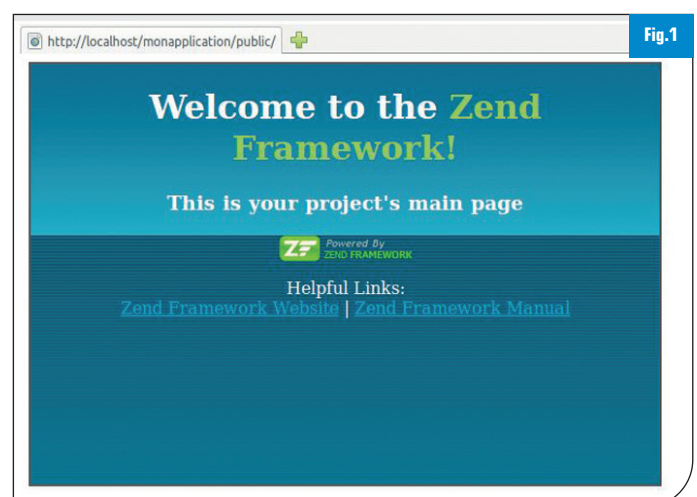 http://localhost/monapplication/public/
Fig.1
Welcome to the Zend
Framework!
This is your project's main page
ZF Powered By
ZEND FRAMEWORK
Helpful Links:
Zend Framework Website | Zend Framework Manual